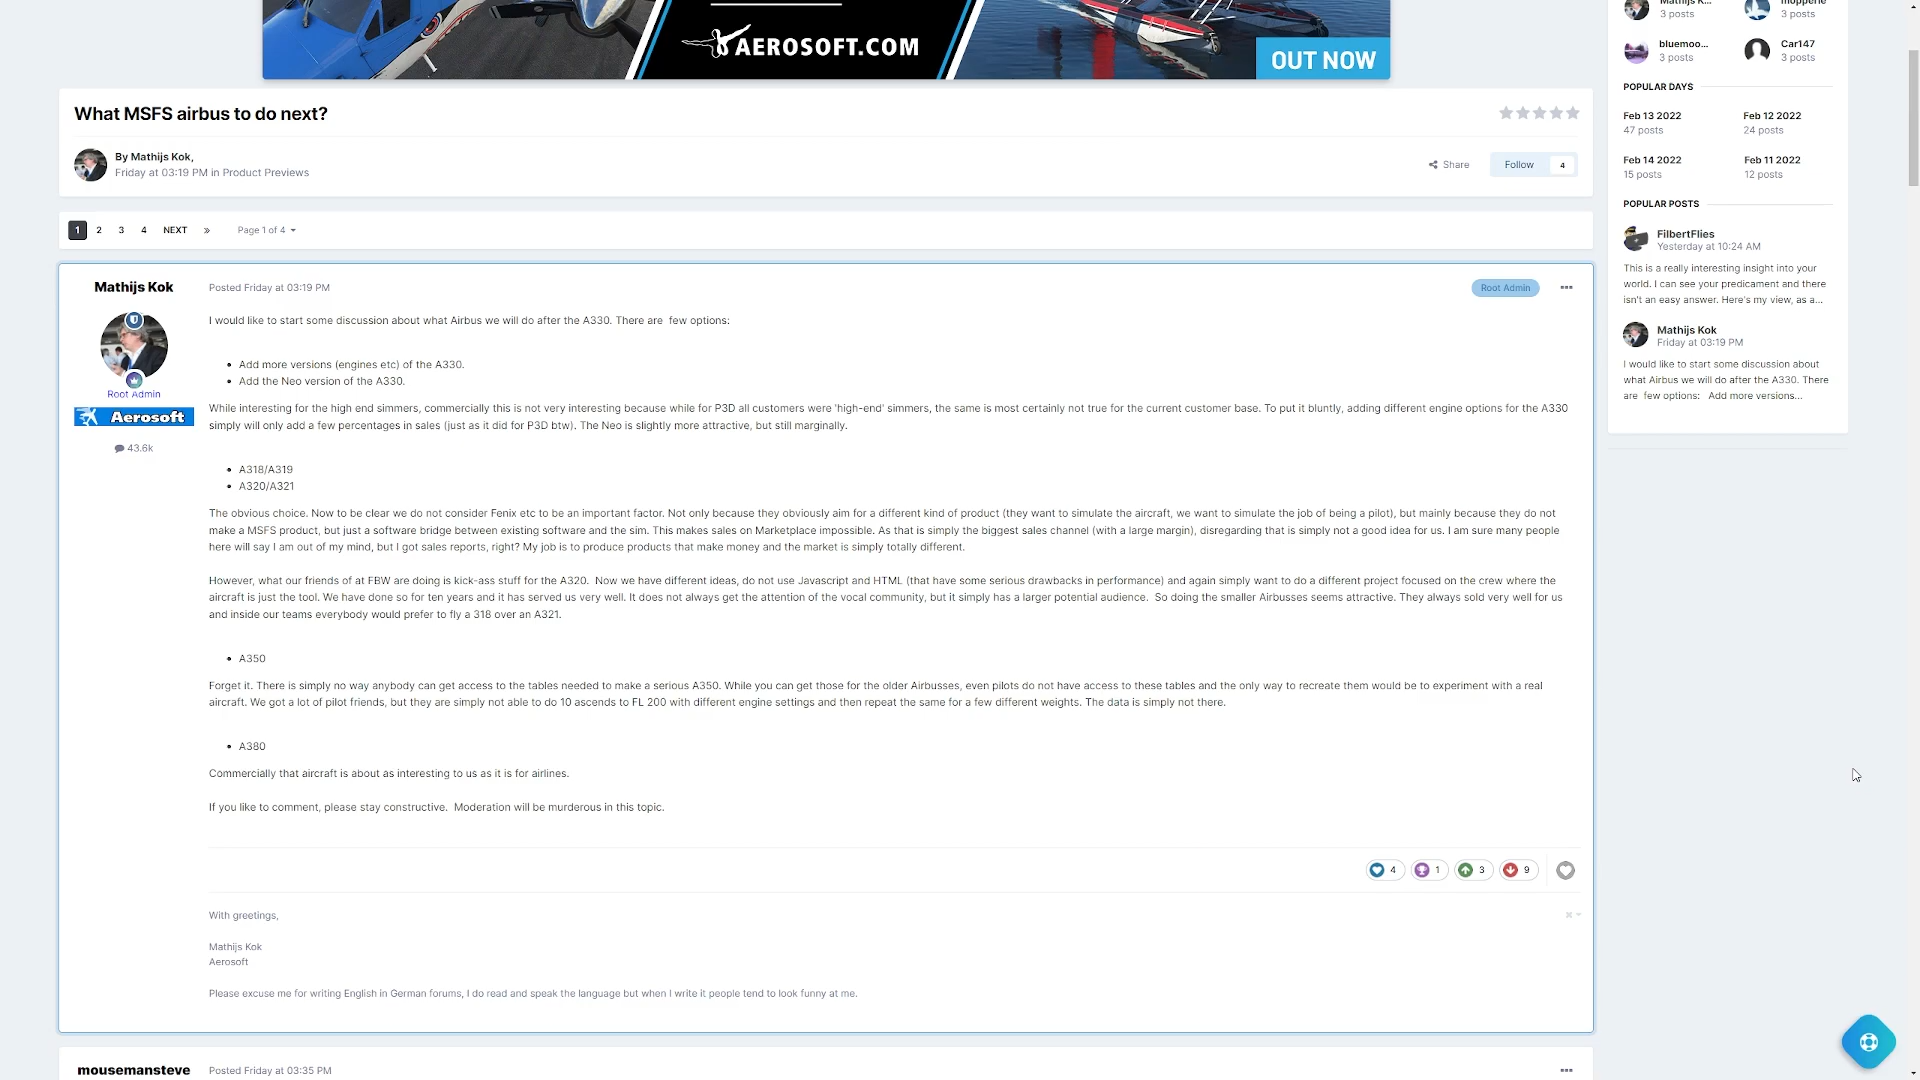 AEROSOFT.COM
OUT NOW
What MSFS airbus to do next?
By Mathijs Kok,
Friday at 03:19 PM in Product Previews
Share
Follow 4
1 2 3 4 NEXT » Page 1 of 4
Mathijs Kok
Root Admin
Aerosoft
43.6k
Posted Friday at 03:19 PM
Root Admin
I would like to start some discussion about what Airbus we will do after the A330. There are  few options:
• Add more versions (engines etc) of the A330.
• Add the Neo version of the A330.
While interesting for the high end simmers, commercially this is not very interesting because while for P3D all customers were 'high-end' simmers, the same is most certainly not true for the current customer base. To put it bluntly, adding different engine options for the A330
simply will only add a few percentages in sales (just as it did for P3D btw). The Neo is slightly more attractive, but still marginally.
• A318/A319
• A320/A321
The obvious choice. Now to be clear we do not consider Fenix etc to be an important factor. Not only because they obviously aim for a different kind of product (they want to simulate the aircraft, we want to simulate the job of being a pilot), but mainly because they do not
make a MSFS product, but just a software bridge between existing software and the sim. This makes sales on Marketplace impossible. As that is simply the biggest sales channel (with a large margin), disregarding that is simply not a good idea for us. I am sure many people
here will say I am out of my mind, but I got sales reports, right? My job is to produce products that make money and the market is simply totally different.
However, what our friends of at FBW are doing is kick-ass stuff for the A320.  Now we have different ideas, do not use Javascript and HTML (that have some serious drawbacks in performance) and again simply want to do a different project focused on the crew where the
aircraft is just the tool. We have done so for ten years and it has served us very well. It does not always get the attention of the vocal community, but it simply has a larger potential audience.  So doing the smaller Airbusses seems attractive. They always sold very well for us
and inside our teams everybody would prefer to fly a 318 over an A321.
• A350
Forget it. There is simply no way anybody can get access to the tables needed to make a serious A350. While you can get those for the older Airbusses, even pilots do not have access to these tables and the only way to recreate them would be to experiment with a real
aircraft. We got a lot of pilot friends, but they are simply not able to do 10 ascends to FL 200 with different engine settings and then repeat the same for a few different weights. The data is simply not there.
• A380
Commercially that aircraft is about as interesting to us as it is for airlines.
If you like to comment, please stay constructive.  Moderation will be murderous in this topic.
4 1 3 9
With greetings,
Mathijs Kok
Aerosoft
Please excuse me for writing English in German forums, I do read and speak the language but when I write it people tend to look funny at me.
mousemansteve
Posted Friday at 03:35 PM
Mathijs K... mopperle
3 posts 3 posts
bluemoo... Car147
3 posts 3 posts
POPULAR DAYS
Feb 13 2022 Feb 12 2022
47 posts 24 posts
Feb 14 2022 Feb 11 2022
15 posts 12 posts
POPULAR POSTS
FilbertFlies
Yesterday at 10:24 AM
This is a really interesting insight into your
world. I can see your predicament and there
isn't an easy answer. Here's my view, as a...
Mathijs Kok
Friday at 03:19 PM
I would like to start some discussion about
what Airbus we will do after the A330. There
are  few options:   Add more versions...